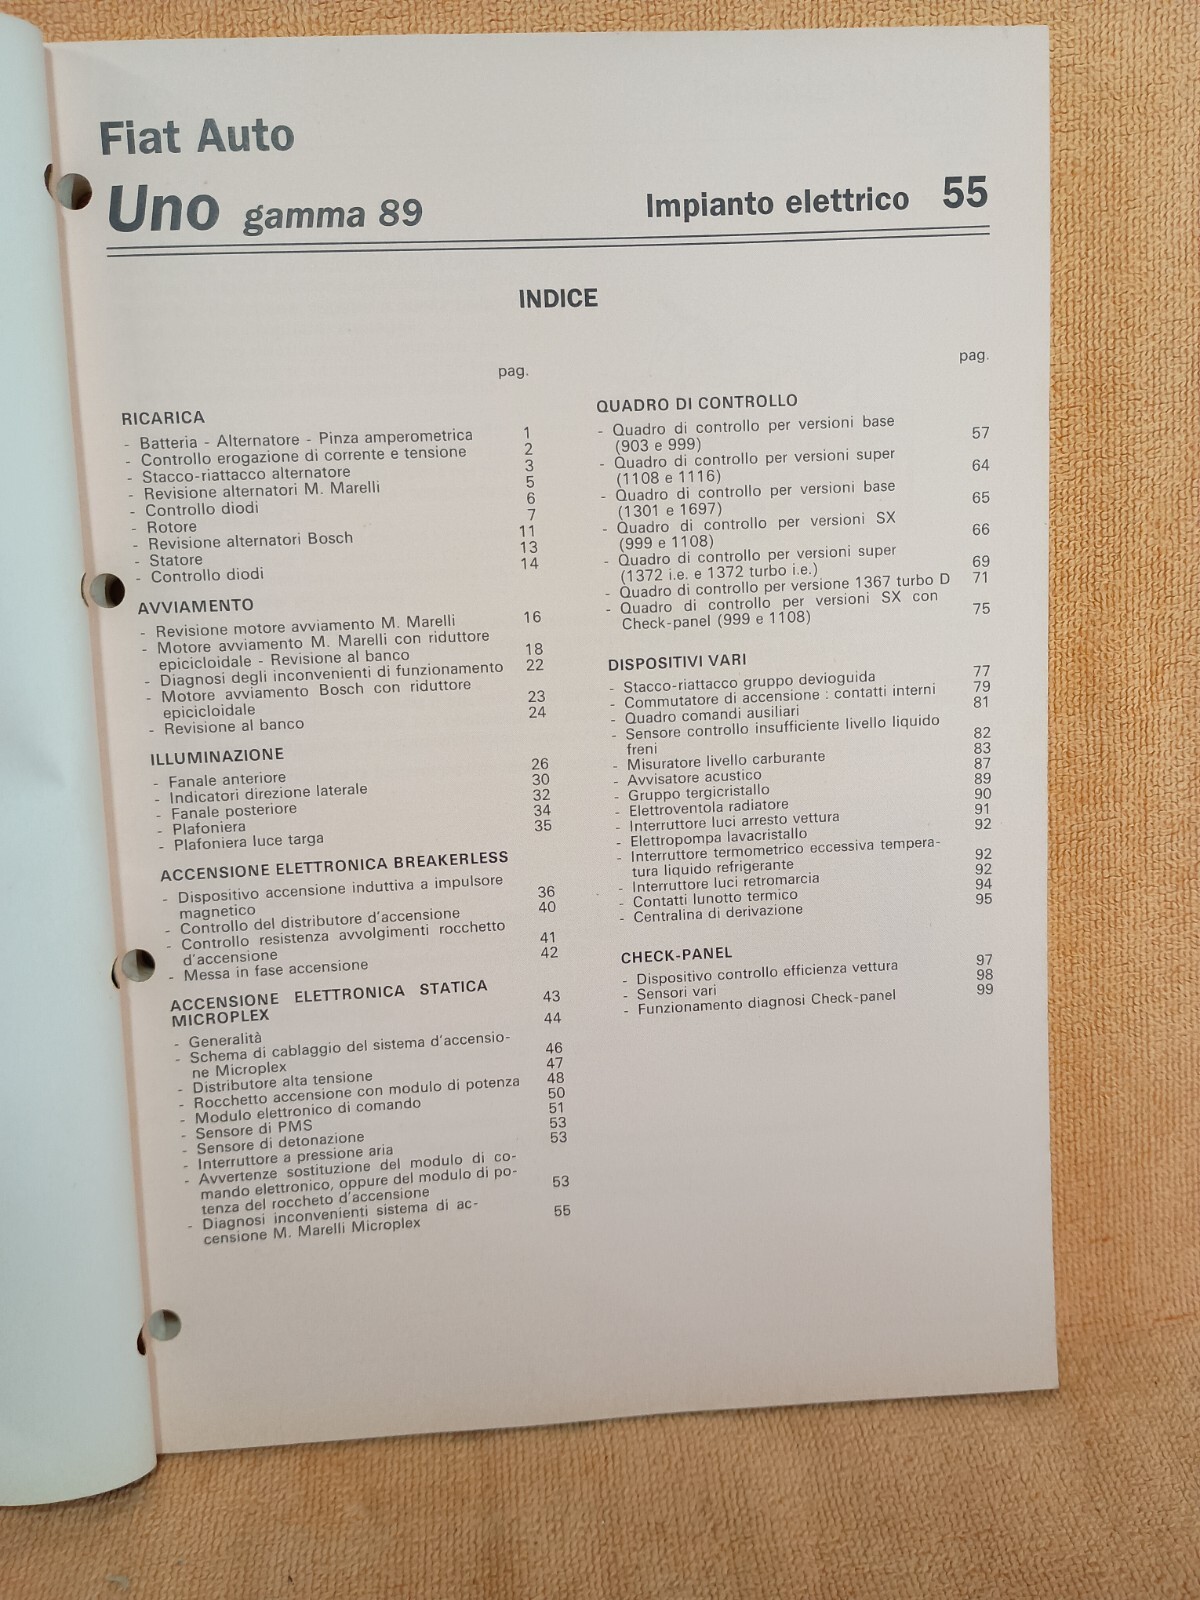 Fiat Auto
Uno gamma 89 Impianto elettrico 55
INDICE
pag.
RICARICA
- Batteria - Alternatore - Pinza amperometrica 1
- Controllo erogazione di corrente e tensione 2
- Stacco-riattacco alternatore 3
- Revisione alternatori M. Marelli 5
- Controllo diodi 6
- Rotore 7
- Revisione alternatori Bosch 11
- Statore 13
- Controllo diodi 14
AVVIAMENTO
- Revisione motore avviamento M. Marelli 16
- Motore avviamento M. Marelli con riduttore
epicicloidale - Revisione al banco 18
- Diagnosi degli inconvenienti di funzionamento 22
- Motore avviamento Bosch con riduttore
epicicloidale 23
- Revisione al banco 24
ILLUMINAZIONE
- Fanale anteriore 26
- Indicatori direzione laterale 30
- Fanale posteriore 32
- Plafoniera 34
- Plafoniera luce targa 35
ACCENSIONE ELETTRONICA BREAKERLESS
- Dispositivo accensione induttiva a impulsore
magnetico 36
- Controllo del distributore d'accensione 40
- Controllo resistenza avvolgimenti rocchetto
d'accensione 41
- Messa in fase accensione 42
ACCENSIONE ELETTRONICA STATICA
MICROPLEX
- Generalità 43
- Schema di cablaggio del sistema d'accensio-
ne Microplex 44
- Distributore alta tensione 46
- Rocchetto accensione con modulo di potenza 47
- Modulo elettronico di comando 48
- Sensore di PMS 50
- Sensore di detonazione 51
- Interruttore a pressione aria 53
- Avvertenze sostituzione del modulo di co- 53
mando elettronico, oppure del modulo di po-
tenza del roccheto d'accensione 53
- Diagnosi inconvenienti sistema di ac-
censione M. Marelli Microplex 55
pag.
QUADRO DI CONTROLLO
- Quadro di controllo per versioni base
(903 e 999) 57
- Quadro di controllo per versioni super
(1108 e 1116) 64
- Quadro di controllo per versioni base
(1301 e 1697) 65
- Quadro di controllo per versioni SX
(999 e 1108) 66
- Quadro di controllo per versioni super
(1372 i.e. e 1372 turbo i.e.) 69
- Quadro di controllo per versione 1367 turbo D 71
- Quadro di controllo per versioni SX con
Check-panel (999 e 1108) 75
DISPOSITIVI VARI
- Stacco-riattacco gruppo devioguida 77
- Commutatore di accensione : contatti interni 79
- Quadro comandi ausiliari 81
- Sensore controllo insufficiente livello liquido
freni 82
- Misuratore livello carburante 83
- Avvisatore acustico 87
- Gruppo tergicristallo 89
- Elettroventola radiatore 90
- Interruttore luci arresto vettura 91
- Elettropompa lavacristallo 92
- Interruttore termometrico eccessiva tempera-
tura liquido refrigerante 92
- Interruttore luci retromarcia 92
- Contatti lunotto termico 94
- Centralina di derivazione 95
CHECK-PANEL
- Dispositivo controllo efficienza vettura 97
- Sensori vari 98
- Funzionamento diagnosi Check-panel 99